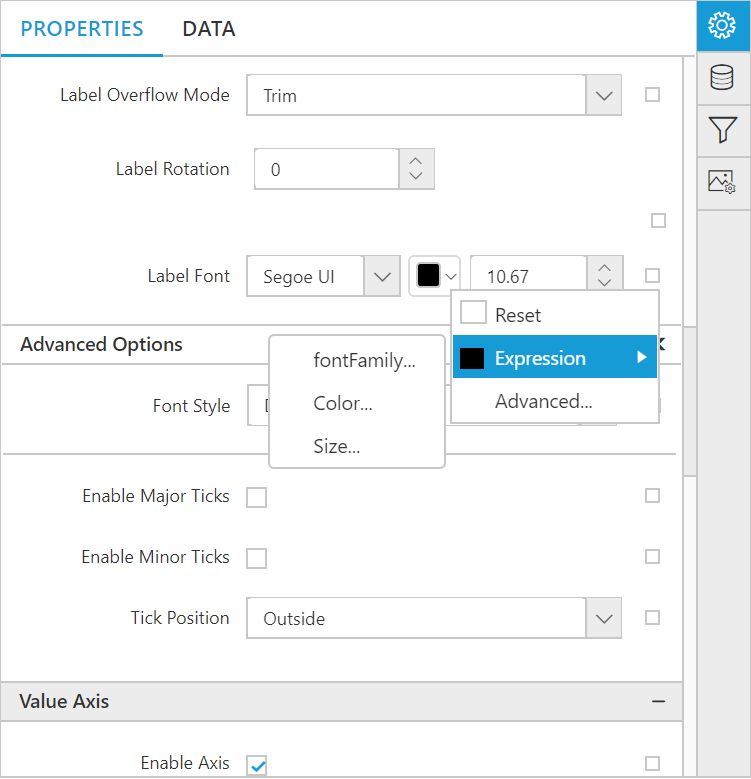 PROPERTIES DATA
Label Overflow Mode Trim
Label Rotation 0
Label Font Segoe UI 10.67
Reset
Advanced Options
Expression
fontFamily...
Font Style
Advanced...
Color...
Size...
Enable Major Ticks
Enable Minor Ticks
Tick Position Outside
Value Axis
Enable Axis